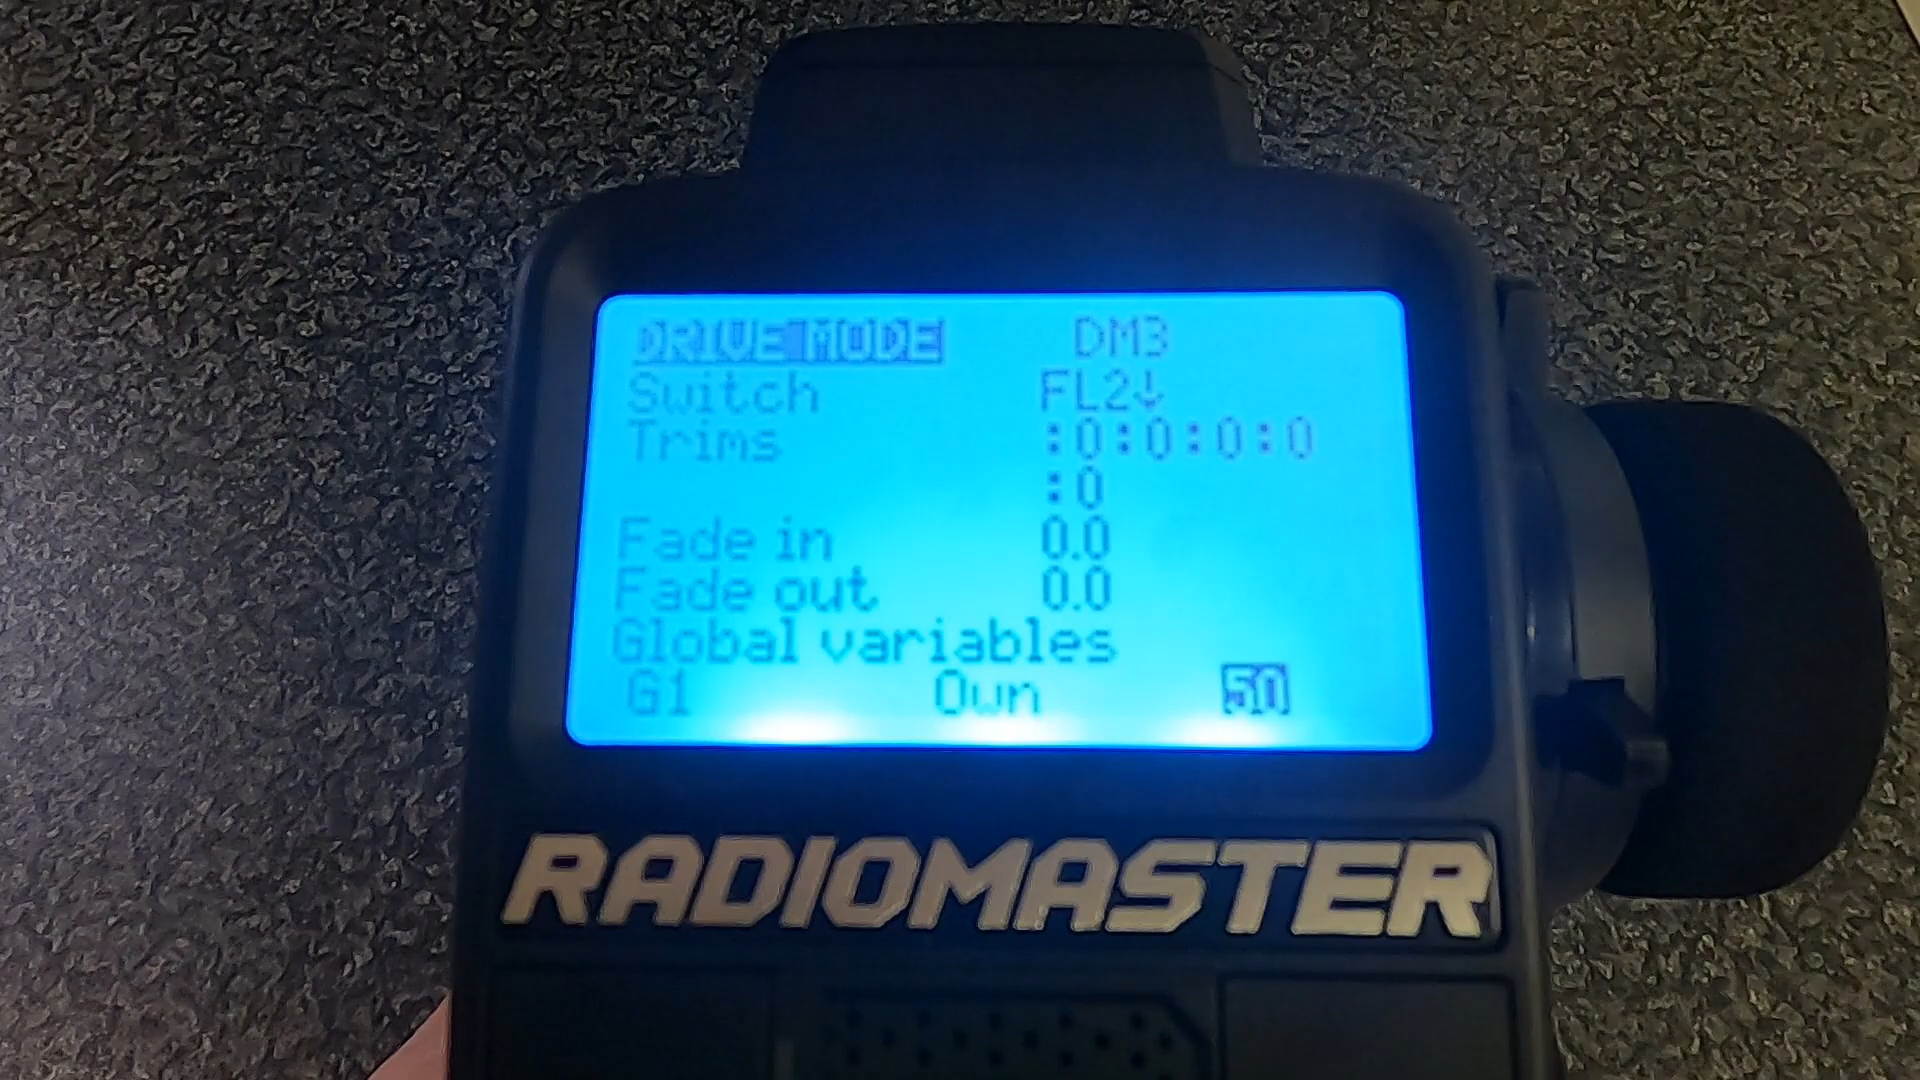 DRIVE MODE DM3
Switch FL2↓
Trims :0:0:0:0
:0
Fade in 0.0
Fade out 0.0
Global variables
G1 Own 50
RADIOMASTER